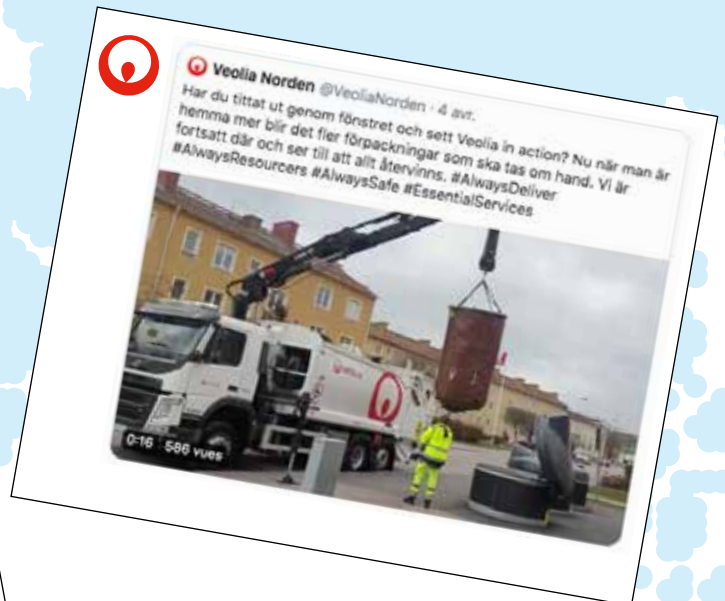 Veolia Norden @VeoliaNorden · 4 avr.
Har du tittat ut genom fönstret och sett Veolia in action? Nu när man är
hemma mer blir det fler förpackningar som ska tas om hand. Vi är
fortsatt där och ser till att allt återvinns. #AlwaysDeliver
#AlwaysResourcers #AlwaysSafe #EssentialServices
VEOLIA
0:16 586 vues